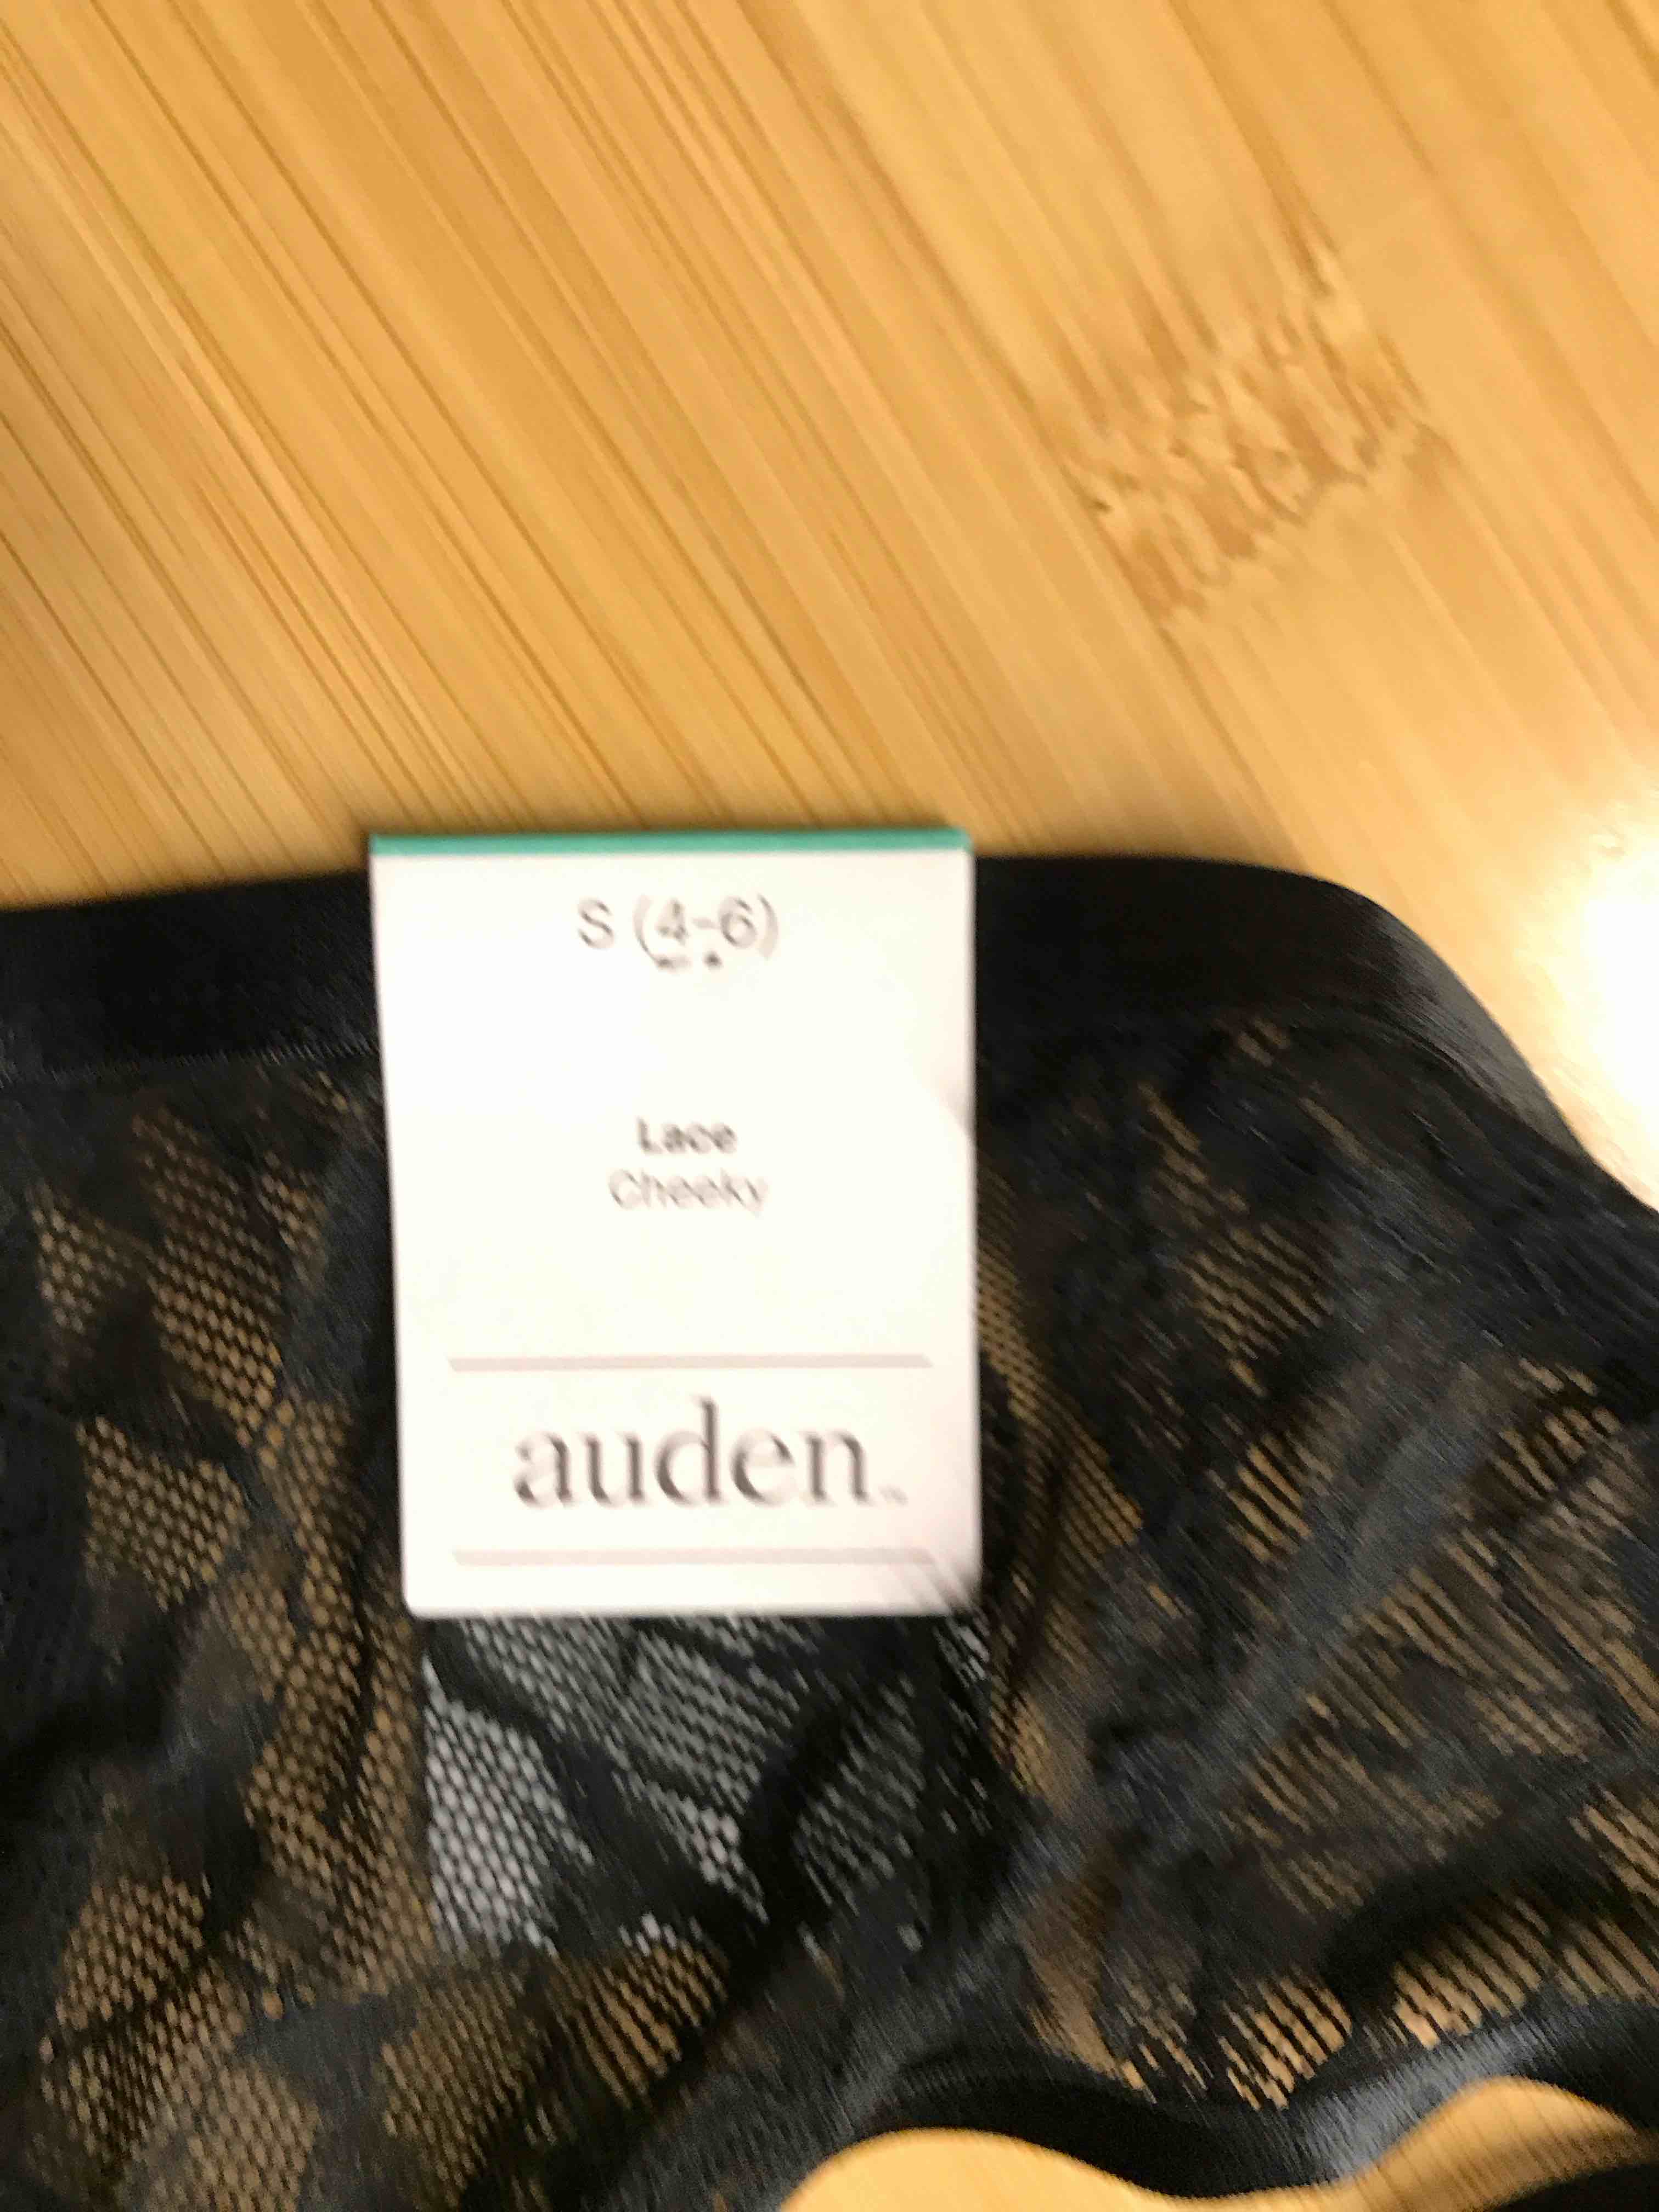 S (4-6)
Lace
Cheeky
auden.